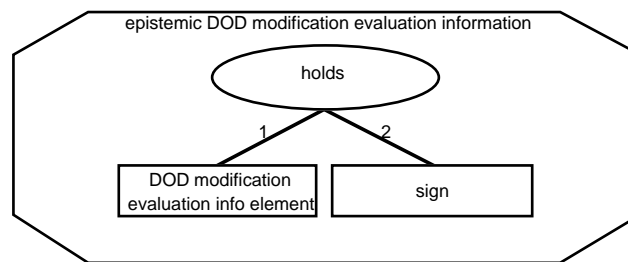 epistemic DOD modification evaluation information
holds
1
2
DOD modification
evaluation info element
sign